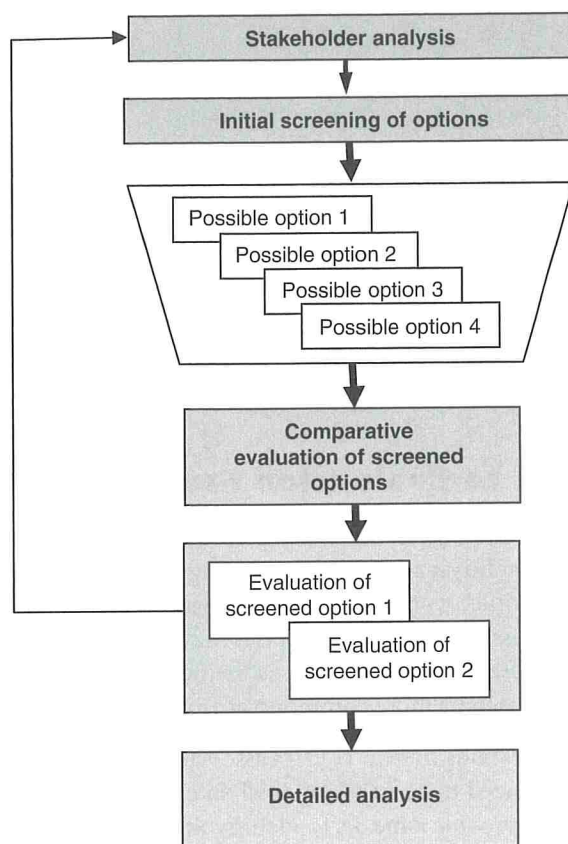 Stakeholder analysis
Initial screening of options
Possible option 1
Possible option 2
Possible option 3
Possible option 4
Comparative
evaluation of screened
options
Evaluation of
screened option 1
Evaluation of
screened option 2
Detailed analysis